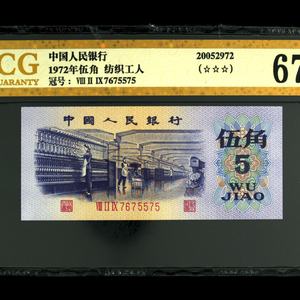 CG
GUARANTY
中国人民银行
1972年伍角 纺织工人
冠号：Ⅷ Ⅱ Ⅸ 7675575
20052972
(☆☆☆)
67
中國人民銀行
伍角
5
WU
JIAO
Ⅷ Ⅱ Ⅸ 7675575